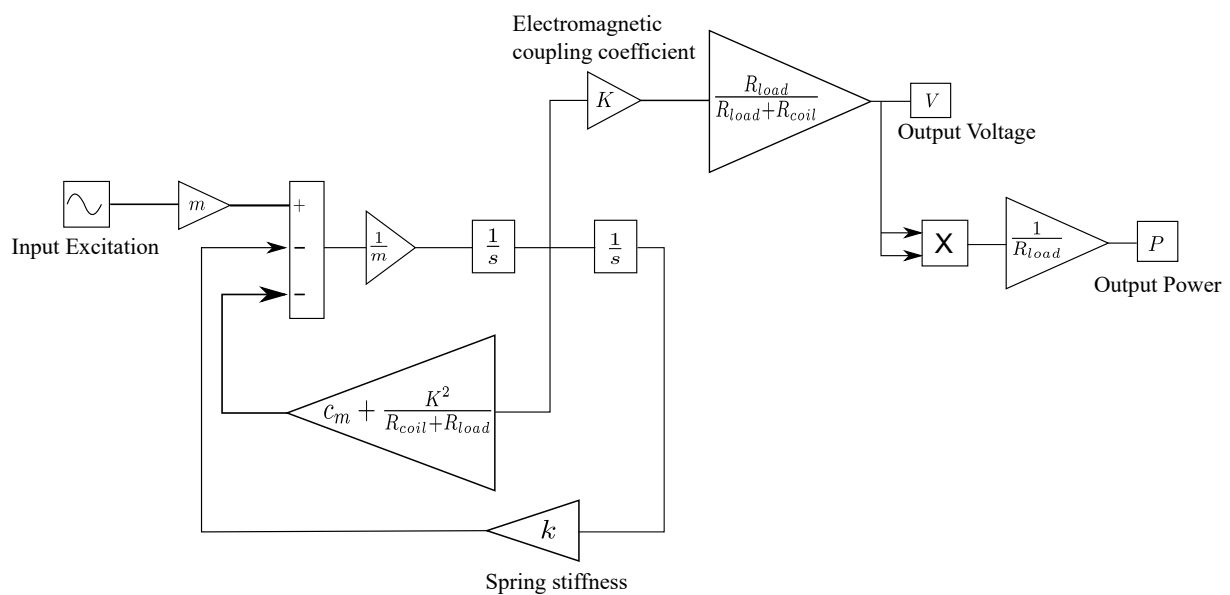 Electromagnetic
coupling coefficient
K
R_load
R_load+R_coil
V
Output Voltage
m
+
Input Excitation
−
1
m
1
s
1
s
X
1
R_load
P
Output Power
−
c_m + K^2
R_coil+R_load
k
Spring stiffness